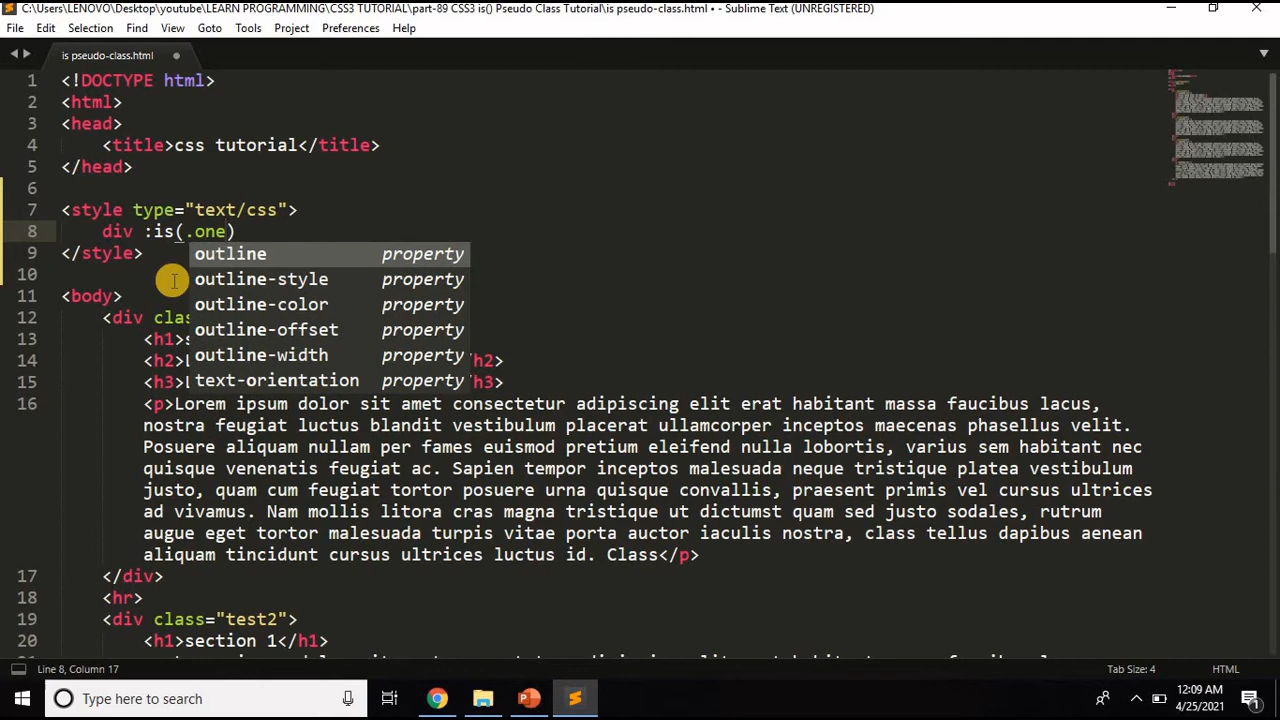 C:\Users\LENOVO\Desktop\youtube\LEARN PROGRAMMING\CSS3 TUTORIAL\part-89 CSS3 is() Pseudo Class Tutorial\is pseudo-class.html • - Sublime Text (UNREGISTERED)
File Edit Selection Find View Goto Tools Project Preferences Help
is pseudo-class.html
1 <!DOCTYPE html>
2 <html>
3 <head>
4 <title>css tutorial</title>
5 </head>
6
7 <style type="text/css">
8 div :is(.one)
9 </style>
outline property
outline-style property
outline-color property
outline-offset property
outline-width property
text-orientation property
10
11 <body>
12 <div clas
13 <h1>s
14 <h2>L /h2>
15 <h3>L /h3>
16 <p>Lorem ipsum dolor sit amet consectetur adipiscing elit erat habitant massa faucibus lacus,
nostra feugiat luctus blandit vestibulum placerat ullamcorper inceptos maecenas phasellus velit.
Posuere aliquam nullam per fames euismod pretium eleifend nulla lobortis, varius sem habitant nec
quisque venenatis feugiat ac. Sapien tempor inceptos malesuada neque tristique platea vestibulum
justo, quam cum feugiat tortor posuere urna quisque convallis, praesent primis vel cursus ultrices
ad vivamus. Nam mollis litora cras magna tristique ut dictumst quam sed justo sodales, rutrum
augue eget tortor malesuada turpis vitae porta auctor iaculis nostra, class tellus dapibus aenean
aliquam tincidunt cursus ultrices luctus id. Class</p>
17 </div>
18 <hr>
19 <div class="test2">
20 <h1>section 1</h1>
Line 8, Column 17
Tab Size: 4
HTML
Type here to search
12:09 AM
4/25/2021
1